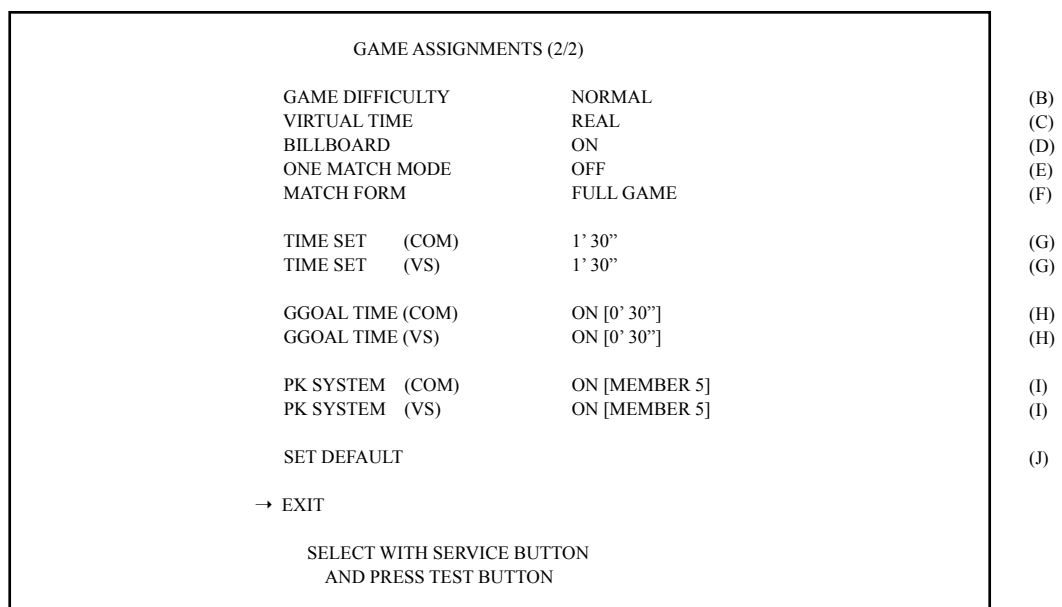 GAME ASSIGNMENTS (2/2)
GAME DIFFICULTY NORMAL (B)
VIRTUAL TIME REAL (C)
BILLBOARD ON (D)
ONE MATCH MODE OFF (E)
MATCH FORM FULL GAME (F)
TIME SET (COM) 1’ 30” (G)
TIME SET (VS) 1’ 30” (G)
GGOAL TIME (COM) ON [0’ 30”] (H)
GGOAL TIME (VS) ON [0’ 30”] (H)
PK SYSTEM (COM) ON [MEMBER 5] (I)
PK SYSTEM (VS) ON [MEMBER 5] (I)
SET DEFAULT (J)
→ EXIT
SELECT WITH SERVICE BUTTON
AND PRESS TEST BUTTON